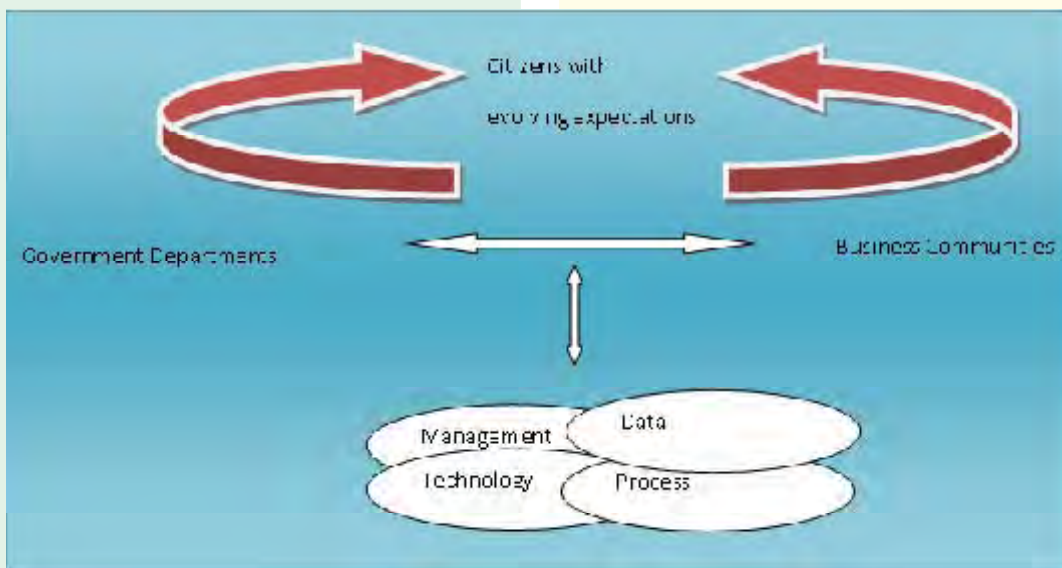 Citizens with
evolving expectations
Government Departments
Business Communities
Management
Data
Technology
Process